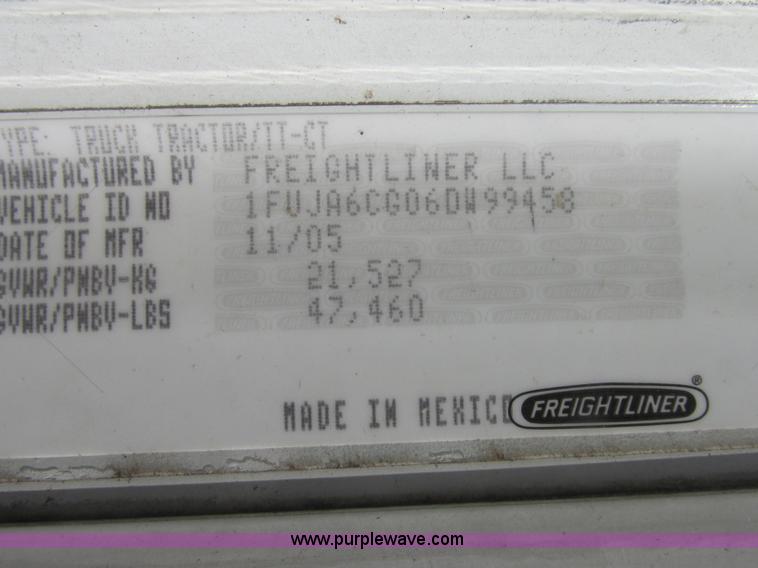 YPE: TRUCK TRACTOR/TT-CT
MANUFACTURED BY FREIGHTLINER LLC
VEHICLE ID NO 1FUJA6CG06DW99458
DATE OF MFR 11/05
GVWR/PNBV-KG 21,527
GVWR/PNBV-LBS 47,460
MADE IN MEXICO
FREIGHTLINER®
www.purplewave.com